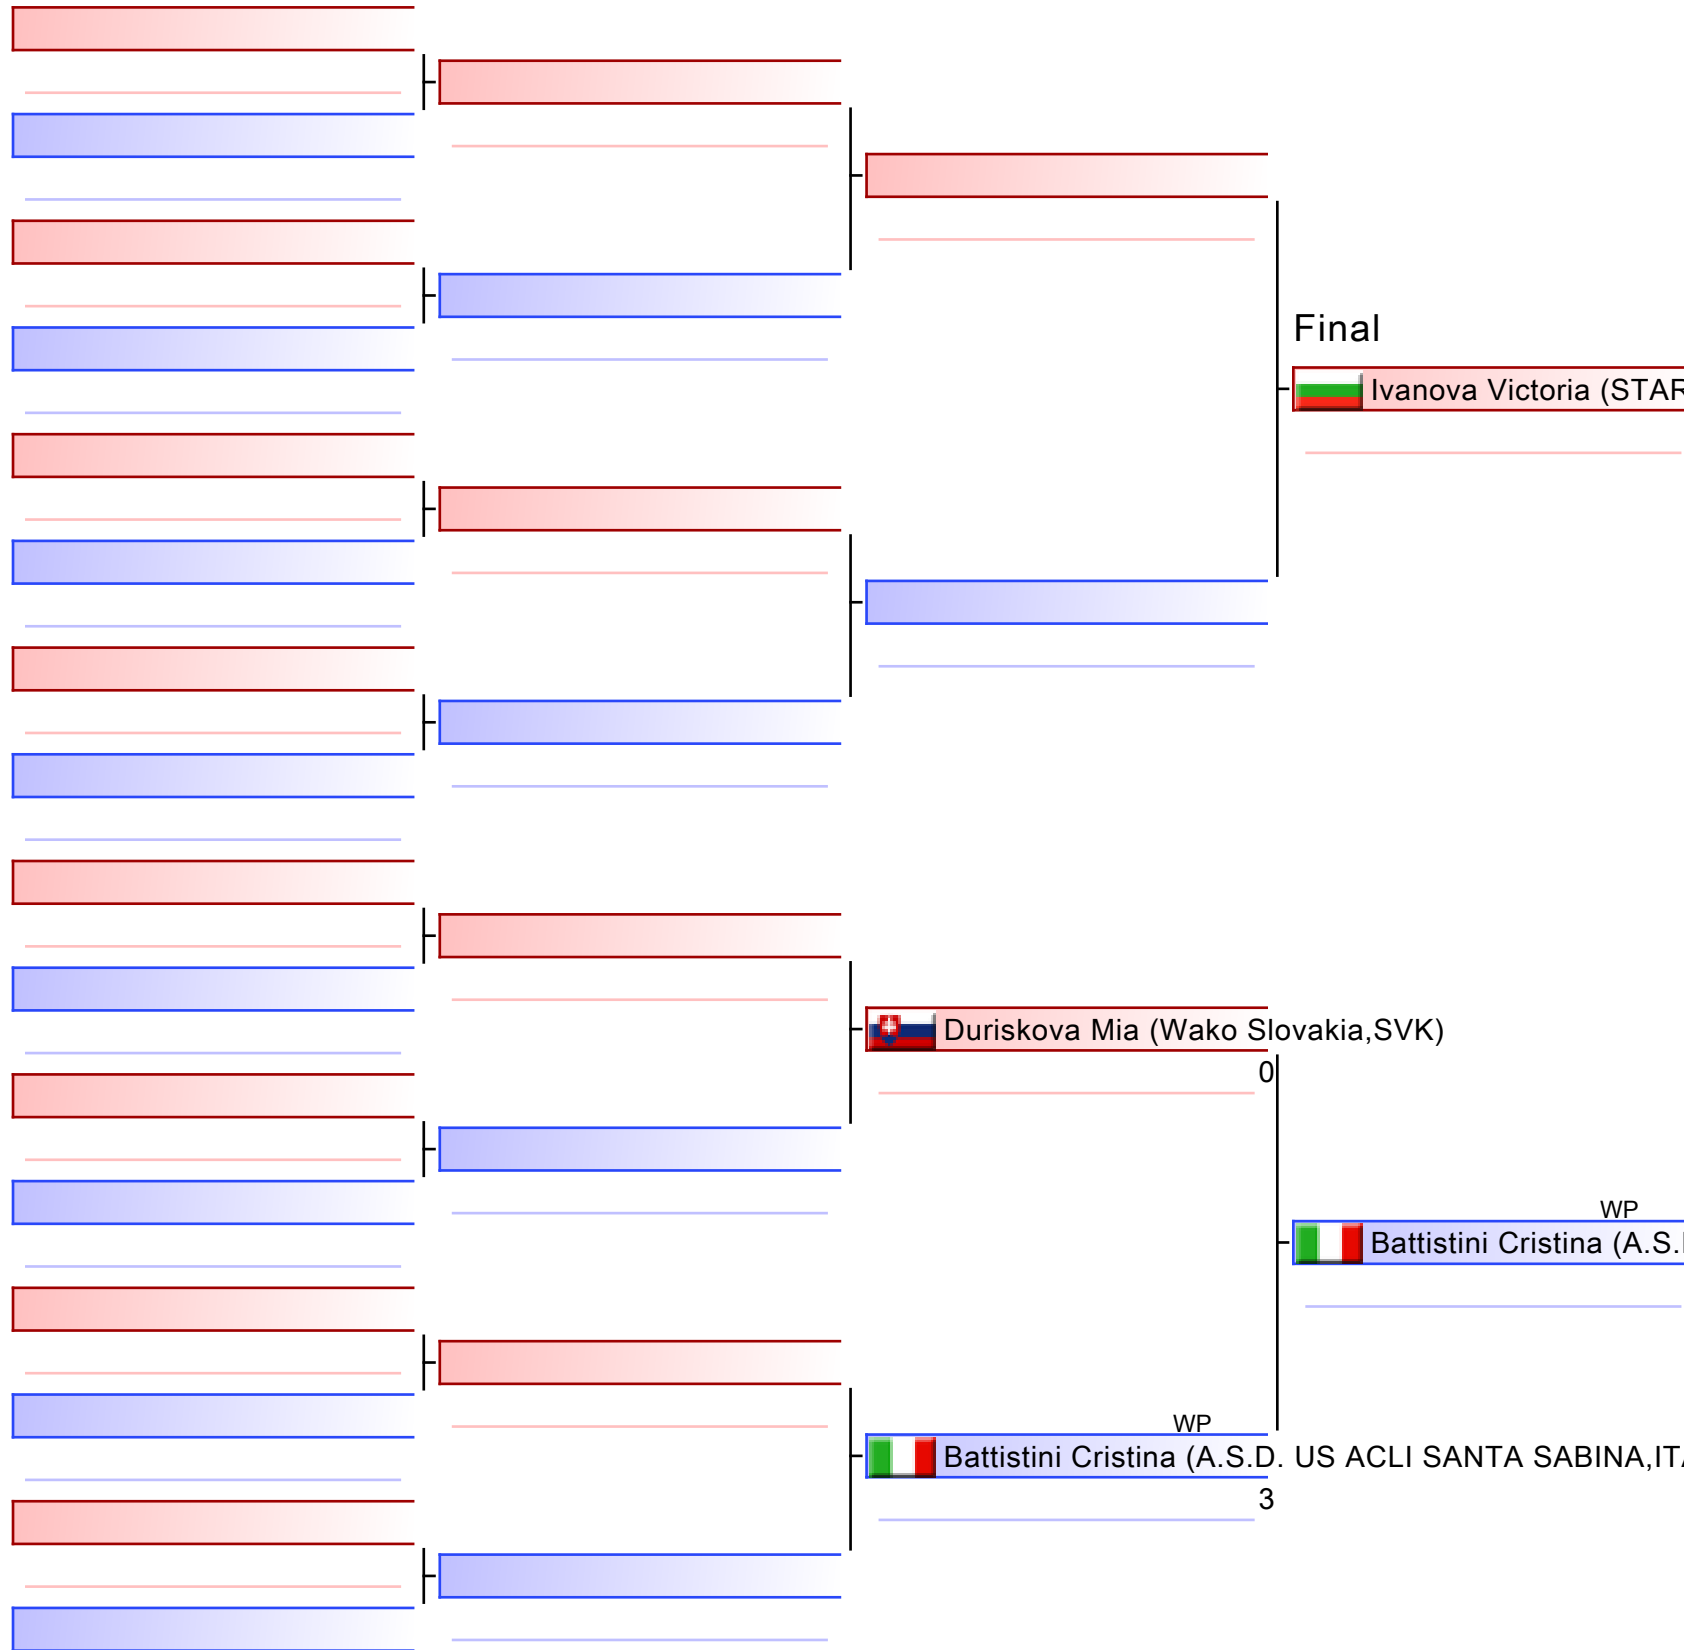 Final
Ivanova Victoria (STAR
Duriskova Mia (Wako Slovakia,SVK)
0
WP
Battistini Cristina (A.S.
WP
Battistini Cristina (A.S.D. US ACLI SANTA SABINA,ITA
3